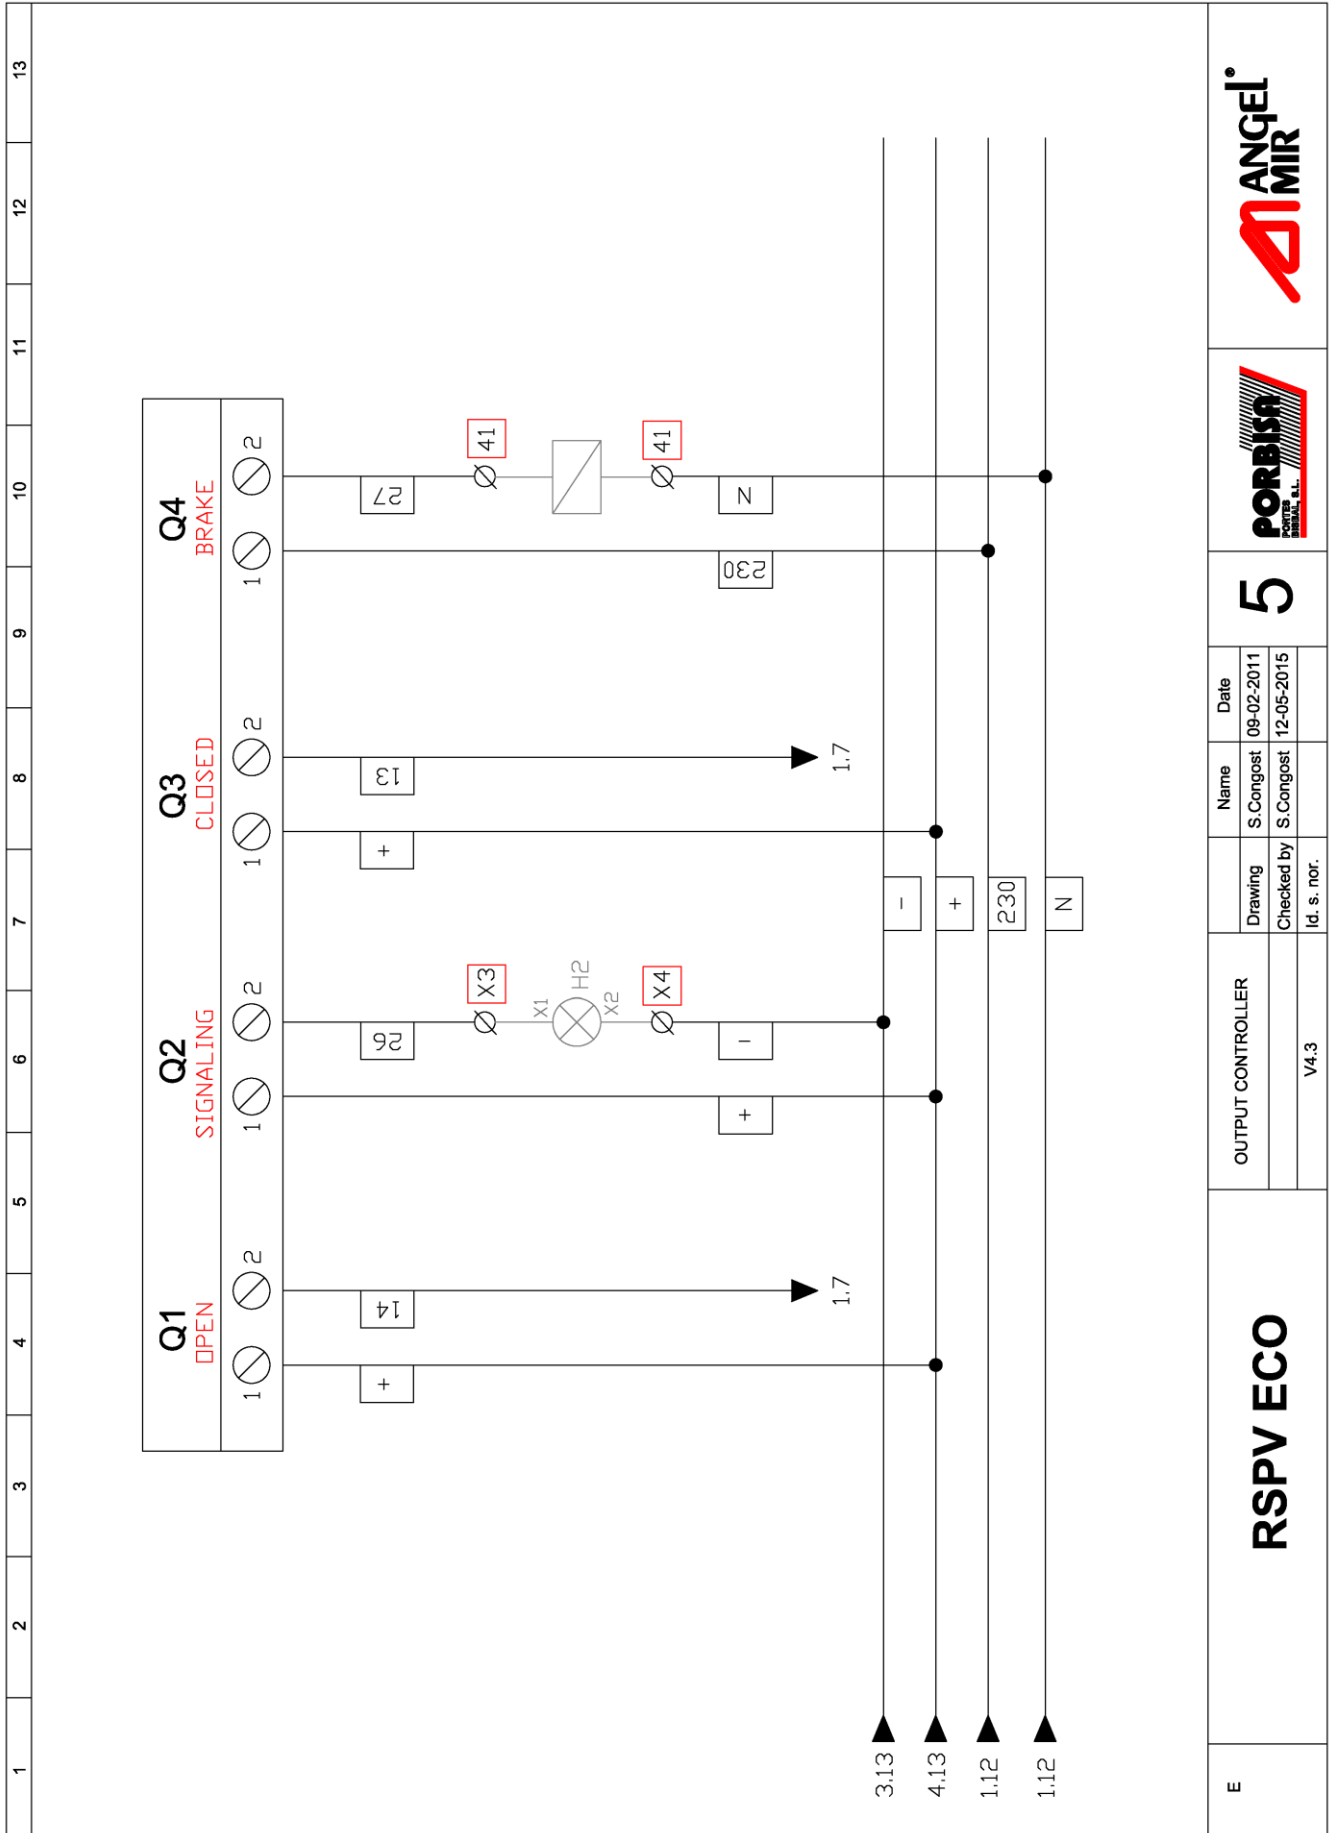 1 2 3 4 5 6 7 8 9 10 11 12 13
Q1 Q2 Q3 Q4
OPEN SIGNALING CLOSED BRAKE
1 2 1 2 1 2 1 2
+ 14 26 + 13 27
X3 41
X1
H2
X2
X4 41
+ - 230 N
1.7 1.7
3.13 -
4.13 +
1.12 230
1.12 N
E
RSPV ECO
OUTPUT CONTROLLER
V4.3
Name Date
Drawing S.Congost 09-02-2011
Checked by S.Congost 12-05-2015
Id. s. nor.
5
PORBISA
PORTES
BISBAL, S.L.
ANGEL®
MIR